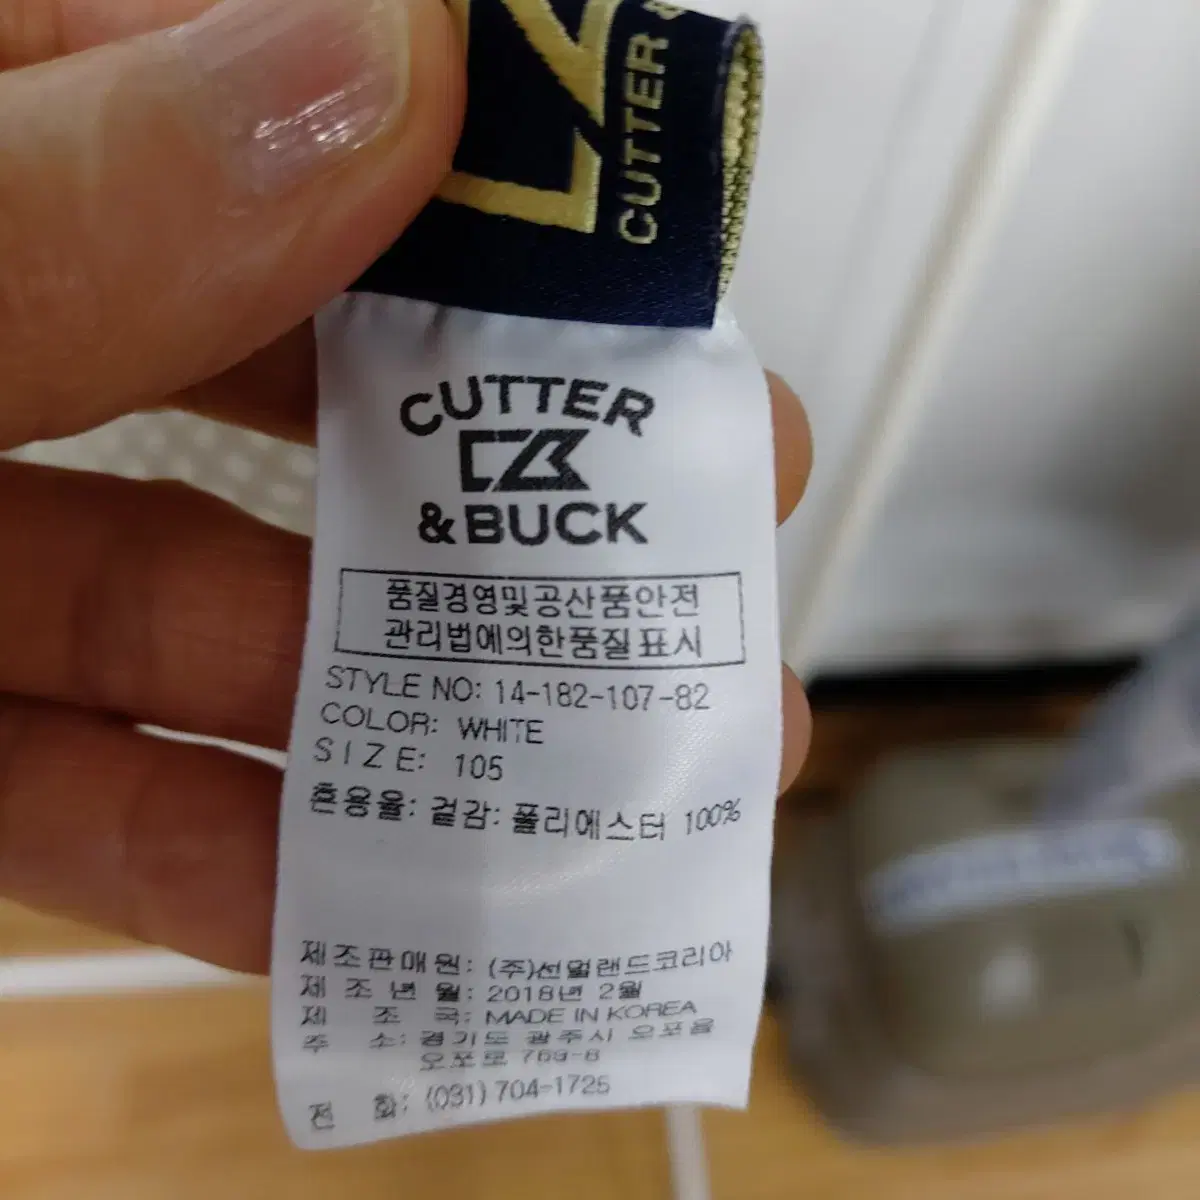 CUTTER
CUTTER
& BUCK
품질경영및공산품안전
관리법에의한품질표시
STYLE NO: 14-182-107-82
COLOR: WHITE
SIZE: 105
혼용율: 겉감: 폴리에스터 100%
제조판매원: (주)선덜랜드코리아
제 조 년 월: 2018년 2월
제 조 국: MADE IN KOREA
주 소: 경기도 광주시 오포읍
오포로 769-8
전 화: (031) 704-1725